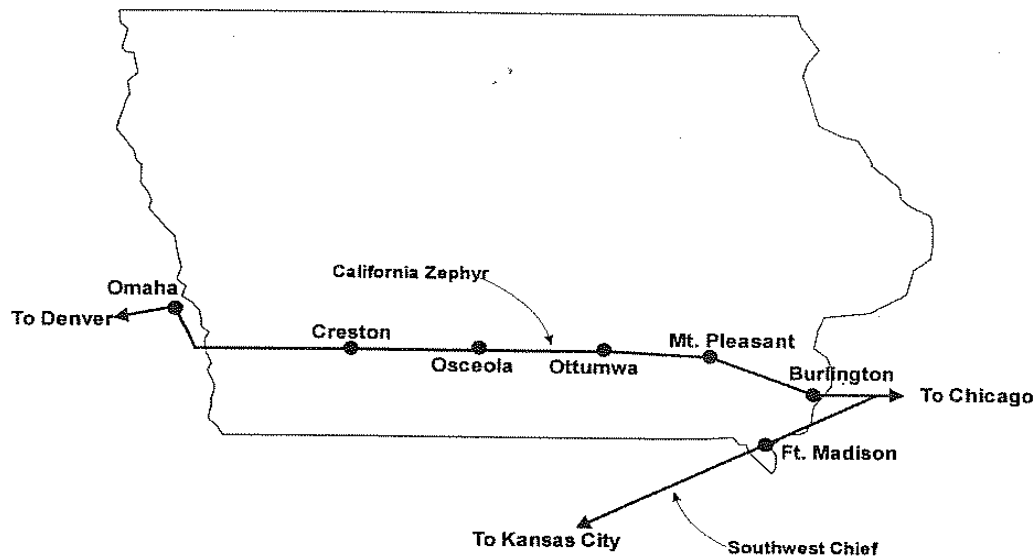 California Zephyr
Omaha
To Denver
Creston
Osceola
Ottumwa
Mt. Pleasant
Burlington
To Chicago
Ft. Madison
To Kansas City
Southwest Chief